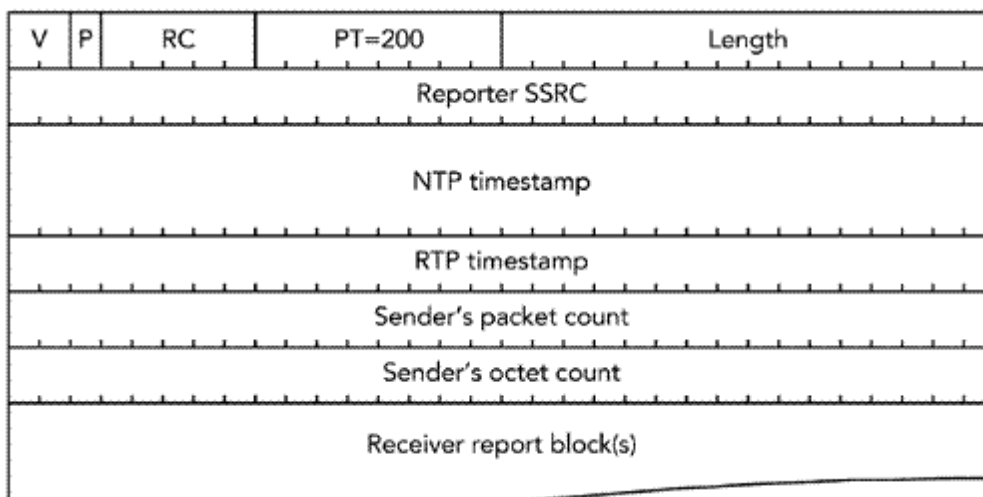 V P RC PT=200 Length
Reporter SSRC
NTP timestamp
RTP timestamp
Sender's packet count
Sender's octet count
Receiver report block(s)